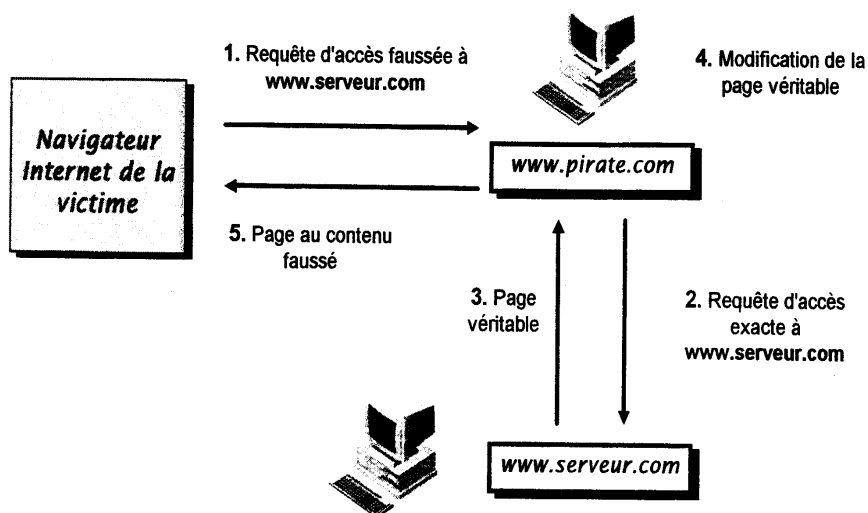 1. Requête d'accès faussée à
www.serveur.com
4. Modification de la
page véritable
Navigateur
Internet de la
victime
www.pirate.com
5. Page au contenu
faussé
3. Page
véritable
2. Requête d'accès
exacte à
www.serveur.com
www.serveur.com